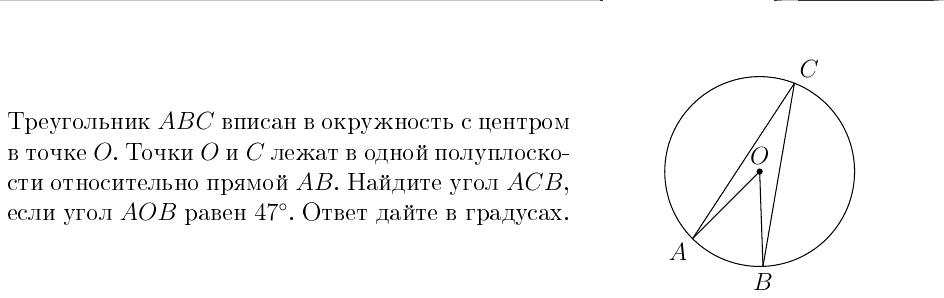 Треугольник ABC вписан в окружность с центром
в точке O. Точки O и C лежат в одной полуплоско-
сти относительно прямой AB. Найдите угол ACB,
если угол AOB равен 47°. Ответ дайте в градусах.
C
O
A
B